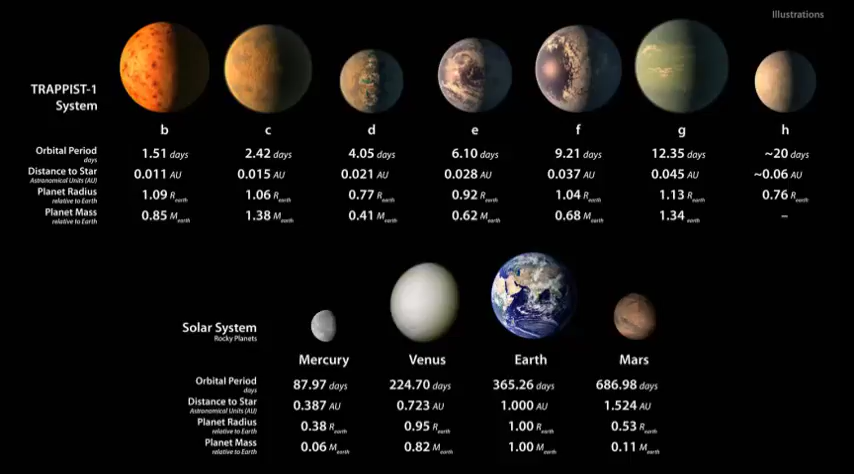 Illustrations
TRAPPIST-1
System
b c d e f g h
Orbital Period 1.51 days 2.42 days 4.05 days 6.10 days 9.21 days 12.35 days ~20 days
days
Distance to Star 0.011 AU 0.015 AU 0.021 AU 0.028 AU 0.037 AU 0.045 AU ~0.06 AU
Astronomical Units (AU)
Planet Radius 1.09 Rearth 1.06 Rearth 0.77 Rearth 0.92 Rearth 1.04 Rearth 1.13 Rearth 0.76 Rearth
relative to Earth
Planet Mass 0.85 Mearth 1.38 Mearth 0.41 Mearth 0.62 Mearth 0.68 Mearth 1.34 earth –
relative to Earth
Solar System
Rocky Planets
Mercury Venus Earth Mars
Orbital Period 87.97 days 224.70 days 365.26 days 686.98 days
days
Distance to Star 0.387 AU 0.723 AU 1.000 AU 1.524 AU
Astronomical Units (AU)
Planet Radius 0.38 Rearth 0.95 Rearth 1.00 Rearth 0.53 Rearth
relative to Earth
Planet Mass 0.06 Mearth 0.82 Mearth 1.00 Mearth 0.11 Mearth
relative to Earth